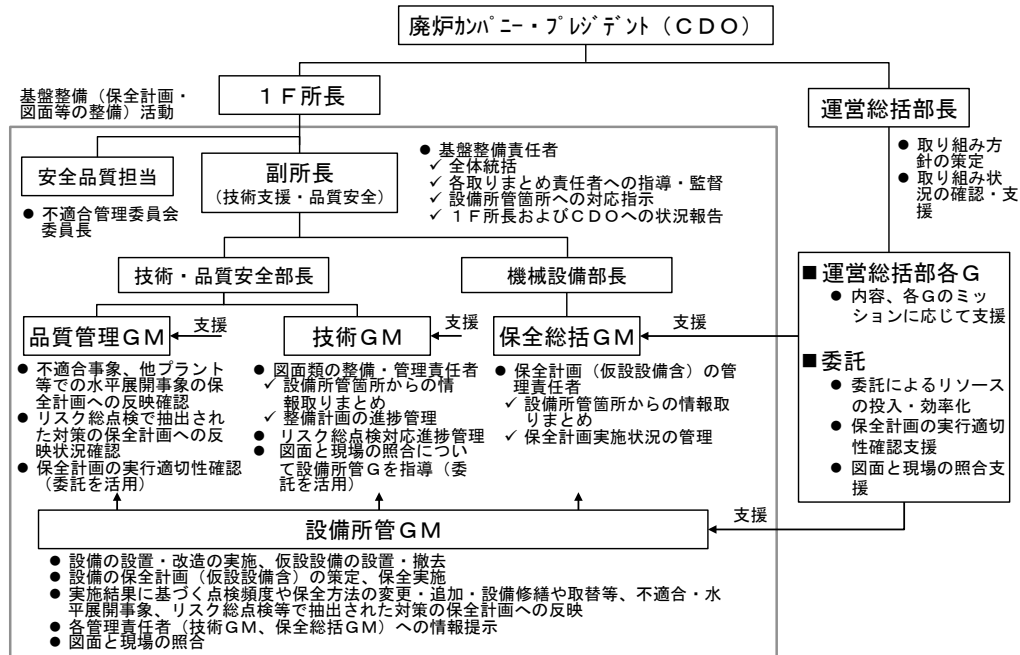 廃炉ｶﾝﾊﾟﾆｰ・ﾌﾟﾚｼﾞﾃﾞﾝﾄ（ＣＤＯ）
基盤整備（保全計画・
図面等の整備）活動
１Ｆ所長
運営総括部長
● 取り組み方
針の策定
● 取り組み状
況の確認・支
援
安全品質担当
● 不適合管理委員会
委員長
副所長
（技術支援・品質安全）
● 基盤整備責任者
✓ 全体統括
✓ 各取りまとめ責任者への指導・監督
✓ 設備所管箇所への対応指示
✓ １Ｆ所長およびＣＤＯへの状況報告
技術・品質安全部長
機械設備部長
品質管理ＧＭ
支援
技術ＧＭ
支援
保全総括ＧＭ
支援
● 不適合事象、他プラント
等での水平展開事象の保
全計画への反映確認
● リスク総点検で抽出され
た対策の保全計画への反
映状況確認
● 保全計画の実行適切性確認
（委託を活用）
● 図面類の整備・管理責任者
✓ 設備所管箇所からの情
報取りまとめ
✓ 整備計画の進捗管理
● リスク総点検対応進捗管理
● 図面と現場の照合につい
て設備所管Ｇを指導（委
託を活用）
● 保全計画（仮設設備含）の管
理責任者
✓ 設備所管箇所からの情報取
りまとめ
✓ 保全計画実施状況の管理
■ 運営総括部各Ｇ
● 内容、各Ｇのミッ
ションに応じて支援
■ 委託
● 委託によるリソース
の投入・効率化
● 保全計画の実行適切
性確認支援
● 図面と現場の照合支
援
設備所管ＧＭ
支援
● 設備の設置・改造の実施、仮設設備の設置・撤去
● 設備の保全計画（仮設設備含）の策定、保全実施
● 実施結果に基づく点検頻度や保全方法の変更・追加・設備修繕や取替等、不適合・水
平展開事象、リスク総点検等で抽出された対策の保全計画への反映
● 各管理責任者（技術ＧＭ、保全総括ＧＭ）への情報提示
● 図面と現場の照合